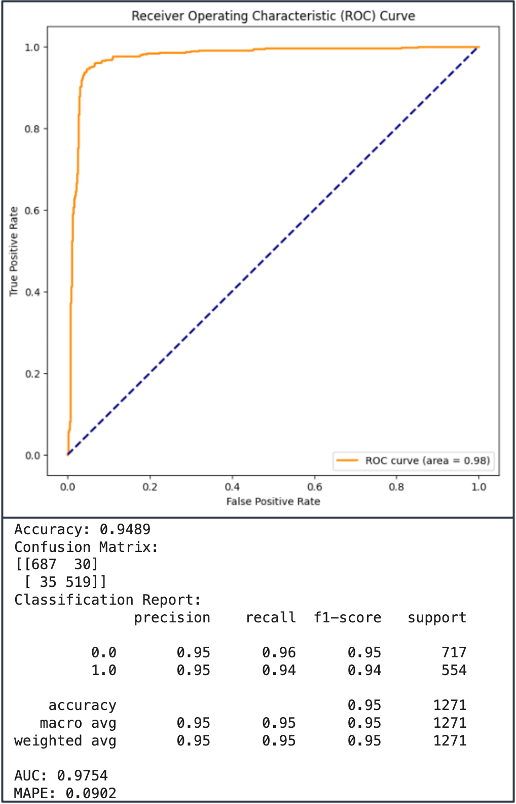 Receiver Operating Characteristic (ROC) Curve
1.0
0.8
0.6
0.4
0.2
0.0
True Positive Rate
ROC curve (area = 0.98)
0.0 0.2 0.4 0.6 0.8 1.0
False Positive Rate
Accuracy: 0.9489
Confusion Matrix:
[[687  30]
 [ 35 519]]
Classification Report:
              precision    recall  f1-score   support

         0.0       0.95      0.96      0.95       717
         1.0       0.95      0.94      0.94       554

    accuracy                           0.95      1271
   macro avg       0.95      0.95      0.95      1271
weighted avg       0.95      0.95      0.95      1271

AUC: 0.9754
MAPE: 0.0902